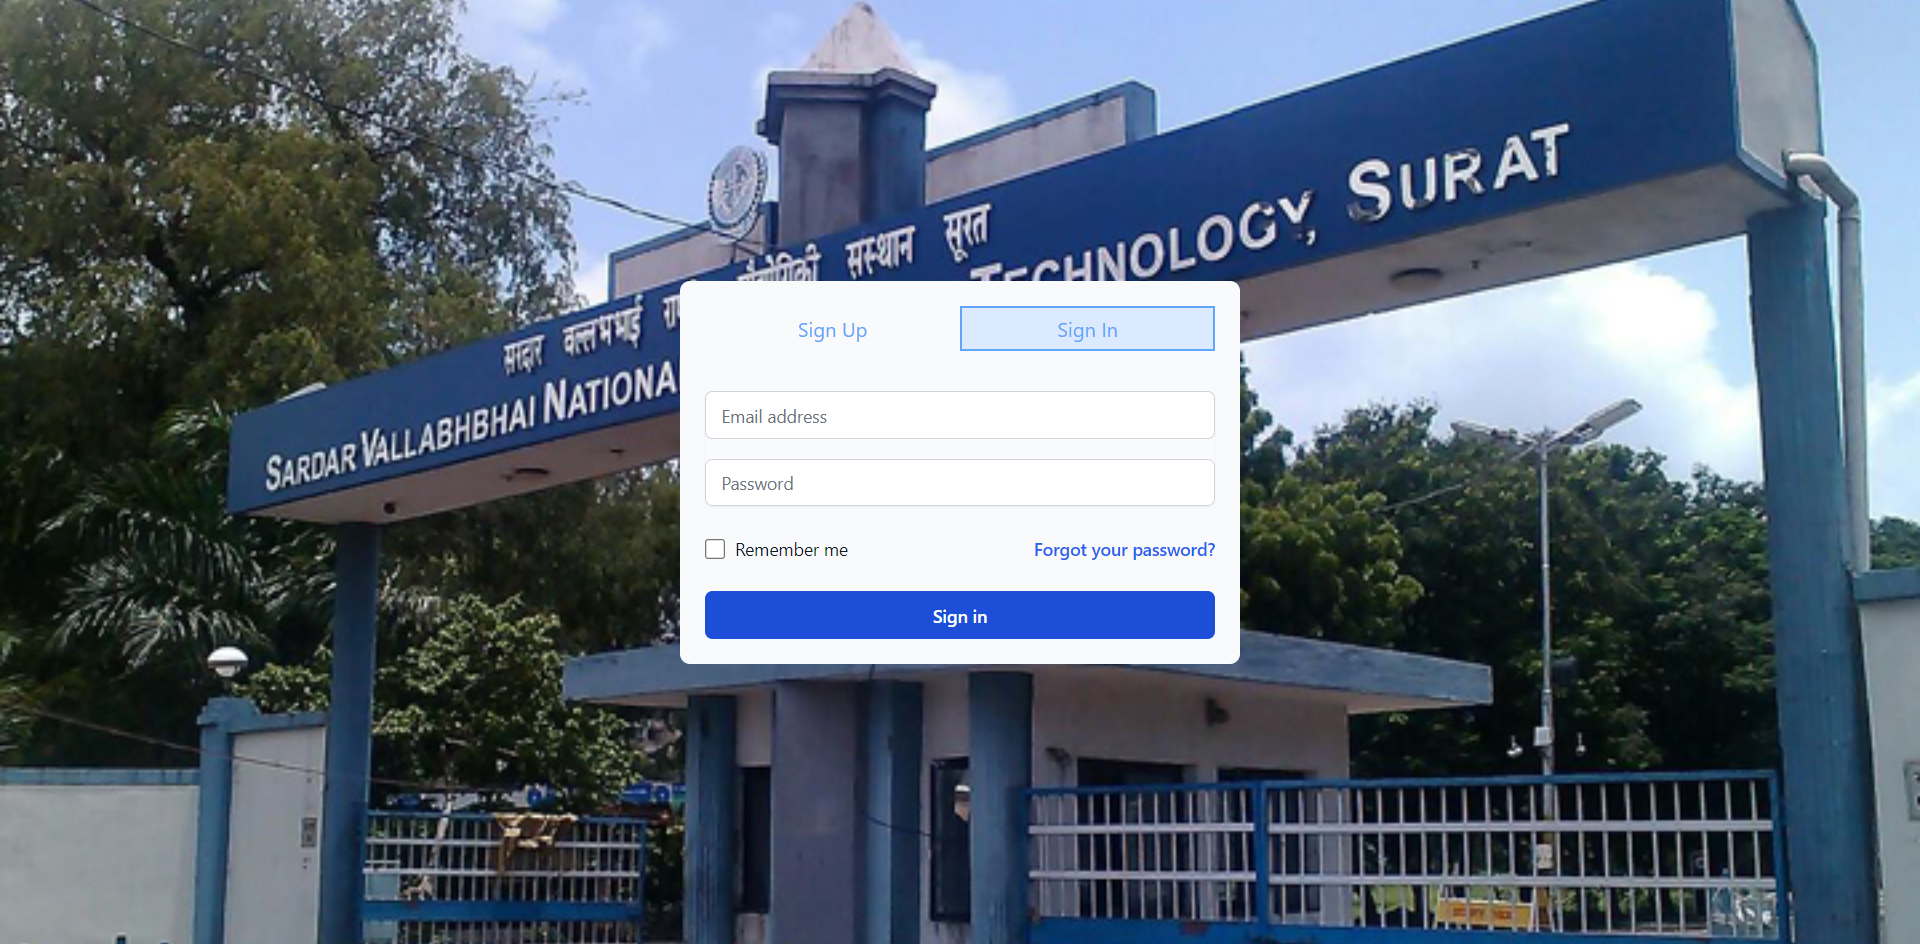 सरदार वल्लभभाई
संस्थान सूरत
SARDAR VALLABHBHAI NATIONA
TECHNOLOGY, SURAT
Sign Up
Sign In
Email address
Password
Remember me
Forgot your password?
Sign in